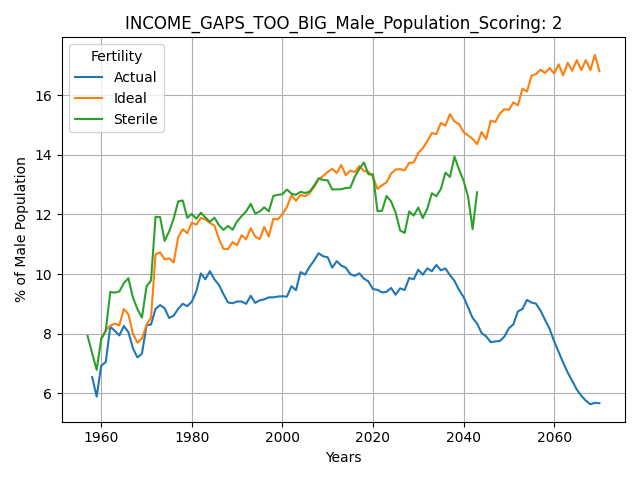 INCOME_GAPS_TOO_BIG_Male_Population_Scoring: 2
Fertility
Actual
Ideal
Sterile
% of Male Population
16
14
12
10
8
6
1960 1980 2000 2020 2040 2060
Years